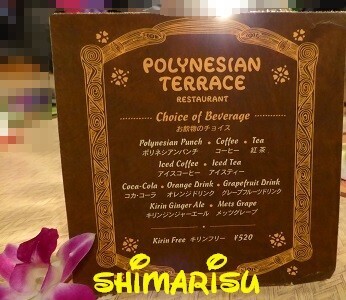 POLYNESIAN
TERRACE
RESTAURANT
Choice of Beverage
お飲物のチョイス
Polynesian Punch • Coffee • Tea
ポリネシアンパンチ コーヒー 紅茶
Iced Coffee • Iced Tea
アイスコーヒー アイスティー
Coca-Cola • Orange Drink • Grapefruit Drink
コカ・コーラ オレンジドリンク グレープフルーツドリンク
Kirin Ginger Ale • Mets Grape
キリンジンジャーエール メッツグレープ
Kirin Free キリンフリー ¥520
SHIMARISU